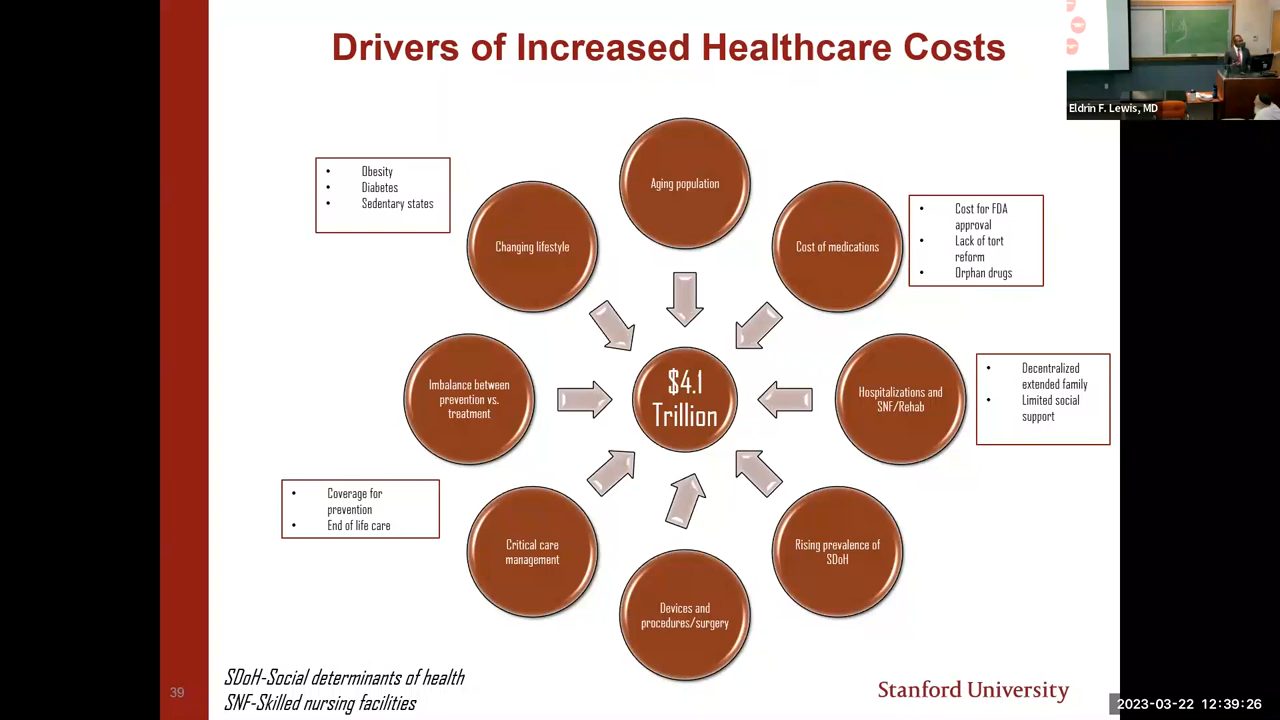 Drivers of Increased Healthcare Costs
Eldrin F. Lewis, MD
Aging population
• Obesity
• Diabetes
• Sedentary states
Changing lifestyle
Cost of medications
• Cost for FDA
approval
• Lack of tort
reform
• Orphan drugs
Imbalance between
prevention vs.
treatment
$4.1
Trillion
Hospitalizations and
SNF/Rehab
• Decentralized
extended family
• Limited social
support
• Coverage for
prevention
• End of life care
Critical care
management
Rising prevalence of
SDoH
Devices and
procedures/surgery
SDoH-Social determinants of health
SNF-Skilled nursing facilities
39
Stanford University
2023-03-22 12:39:26